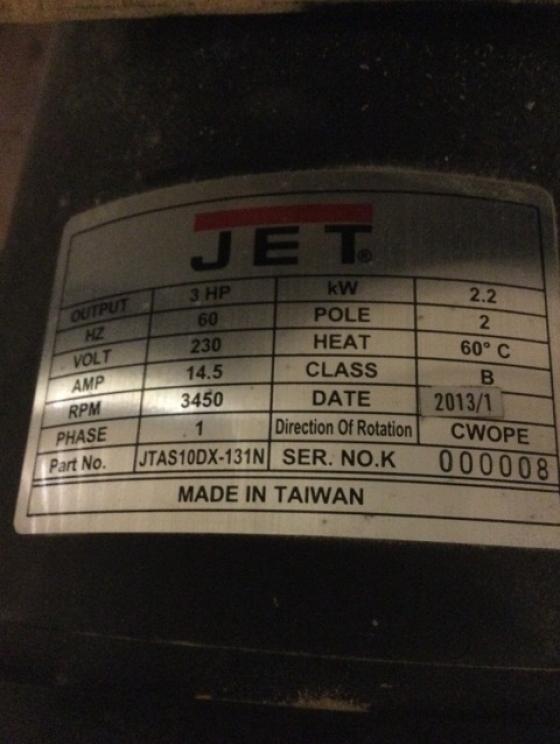 JET®
OUTPUT 3 HP kW 2.2
HZ 60 POLE 2
VOLT 230 HEAT 60° C
AMP 14.5 CLASS B
RPM 3450 DATE 2013/1
PHASE 1 Direction Of Rotation CWOPE
Part No. JTAS10DX-131N SER. NO.K 000008
MADE IN TAIWAN